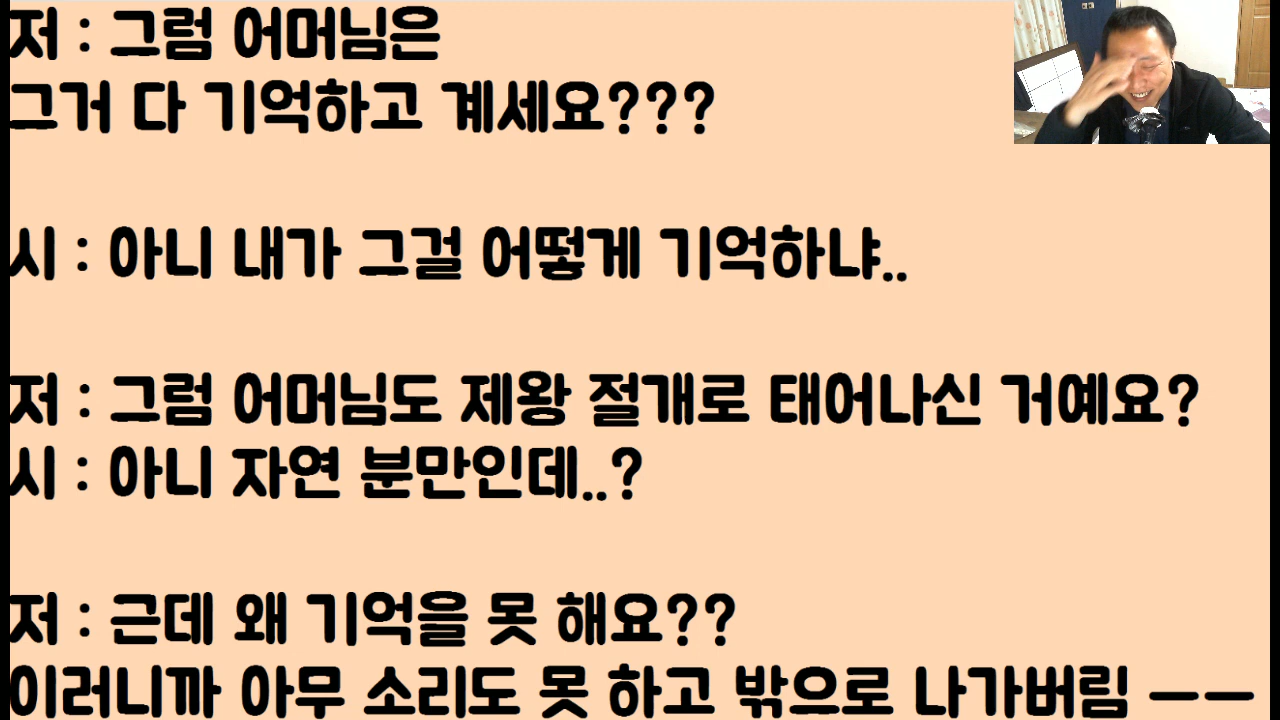 저 : 그럼 어머님은
그거 다 기억하고 계세요???
시 : 아니 내가 그걸 어떻게 기억하냐..
저 : 그럼 어머님도 제왕 절개로 태어나신 거예요?
시 : 아니 자연 분만인데..?
저 : 근데 왜 기억을 못 해요??
이러니까 아무 소리도 못 하고 밖으로 나가버림 ㅡㅡ